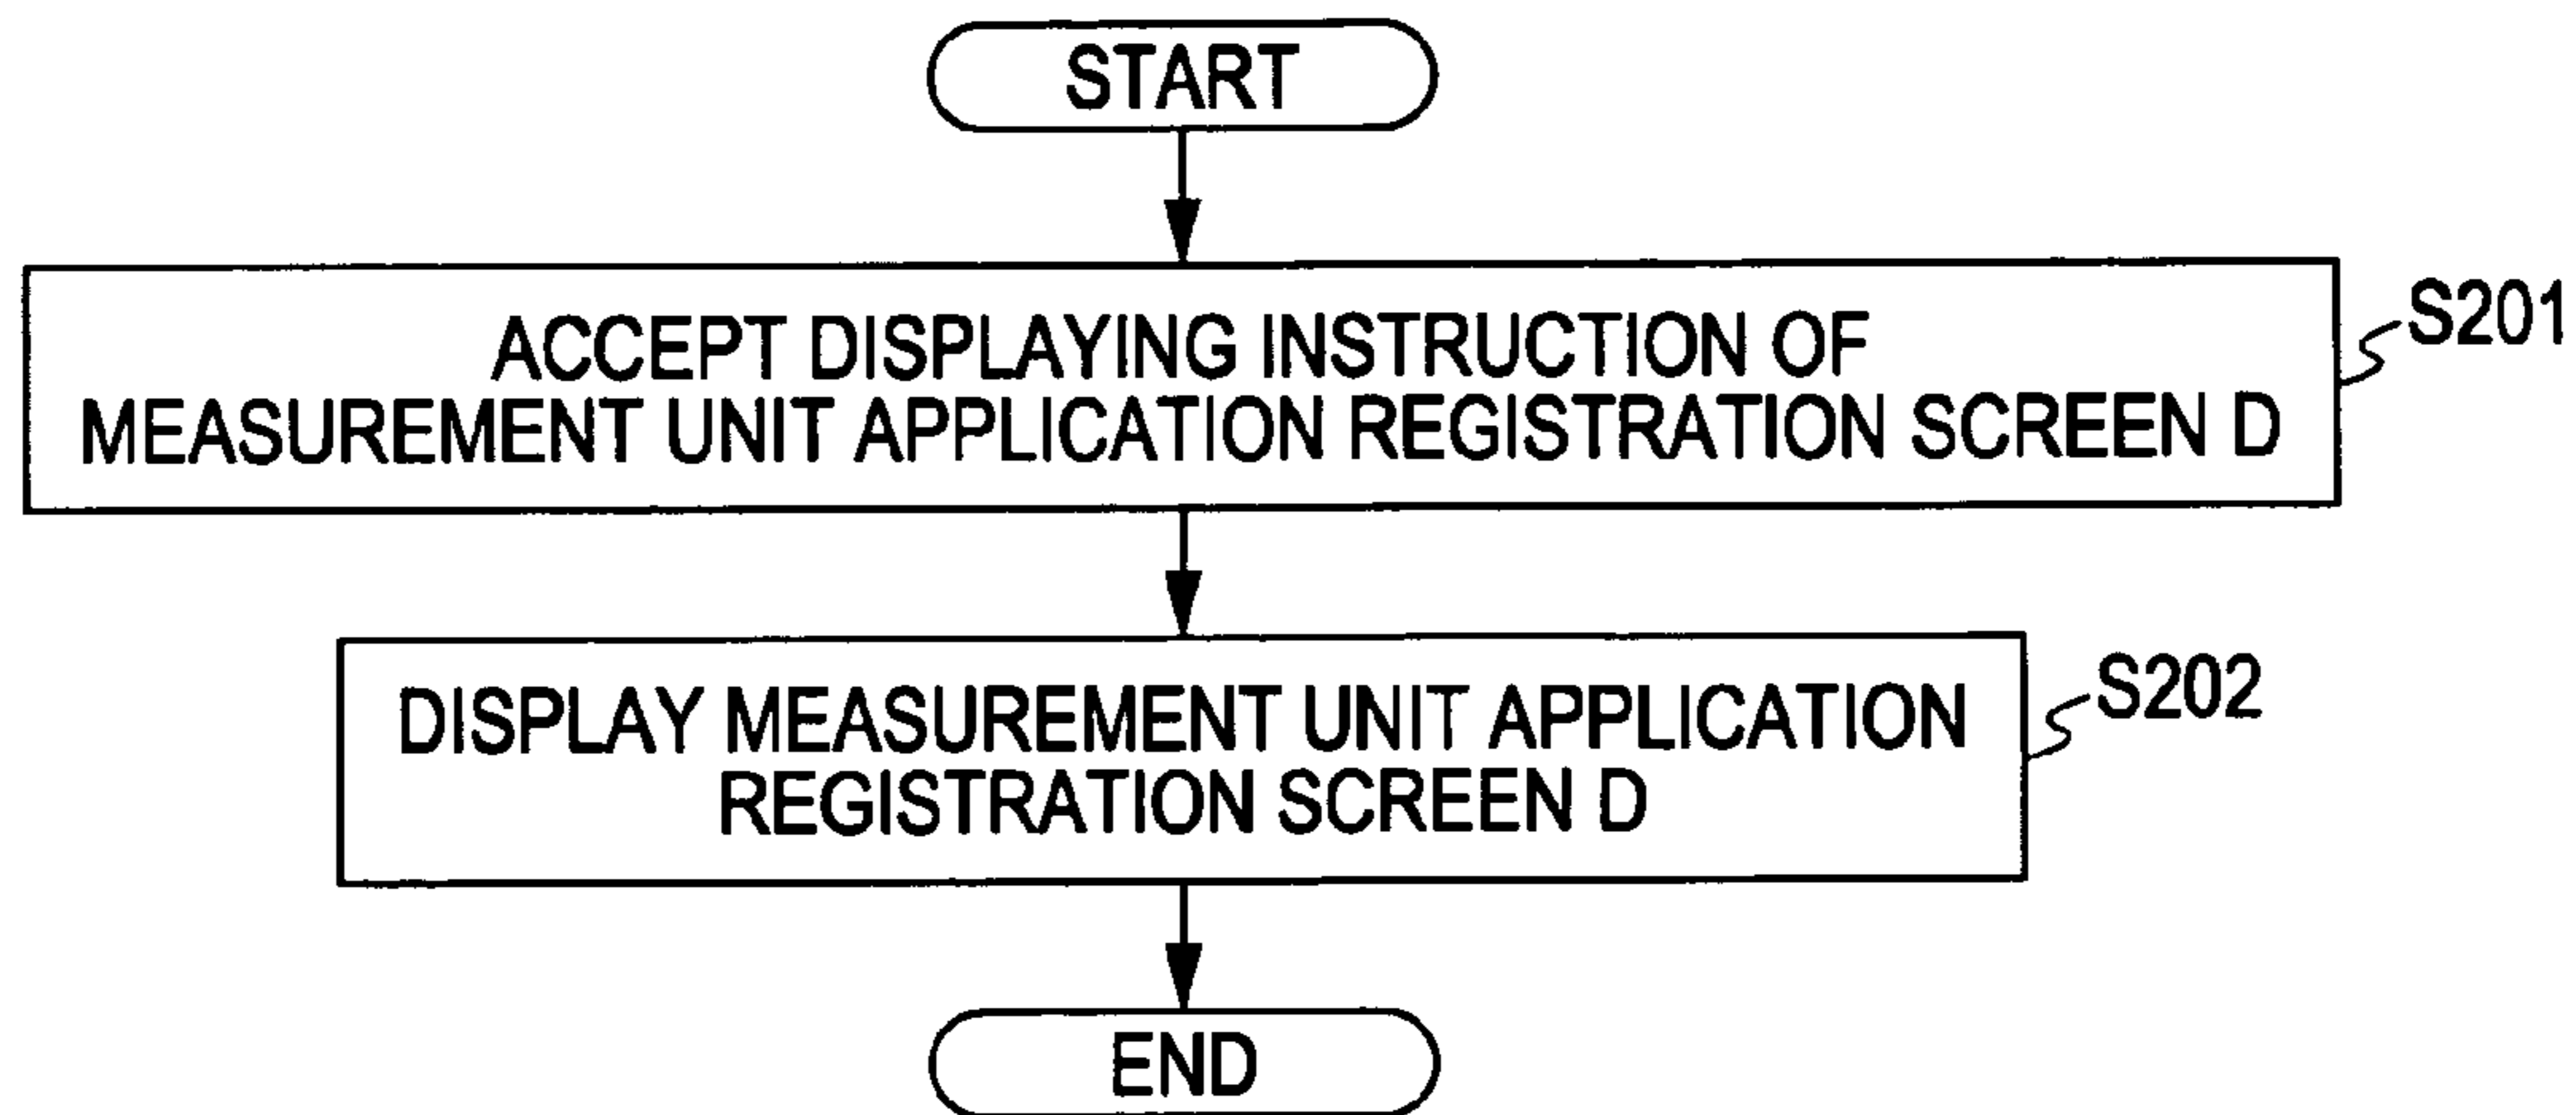 START
ACCEPT DISPLAYING INSTRUCTION OF
MEASUREMENT UNIT APPLICATION REGISTRATION SCREEN D
S201
DISPLAY MEASUREMENT UNIT APPLICATION
REGISTRATION SCREEN D
S202
END